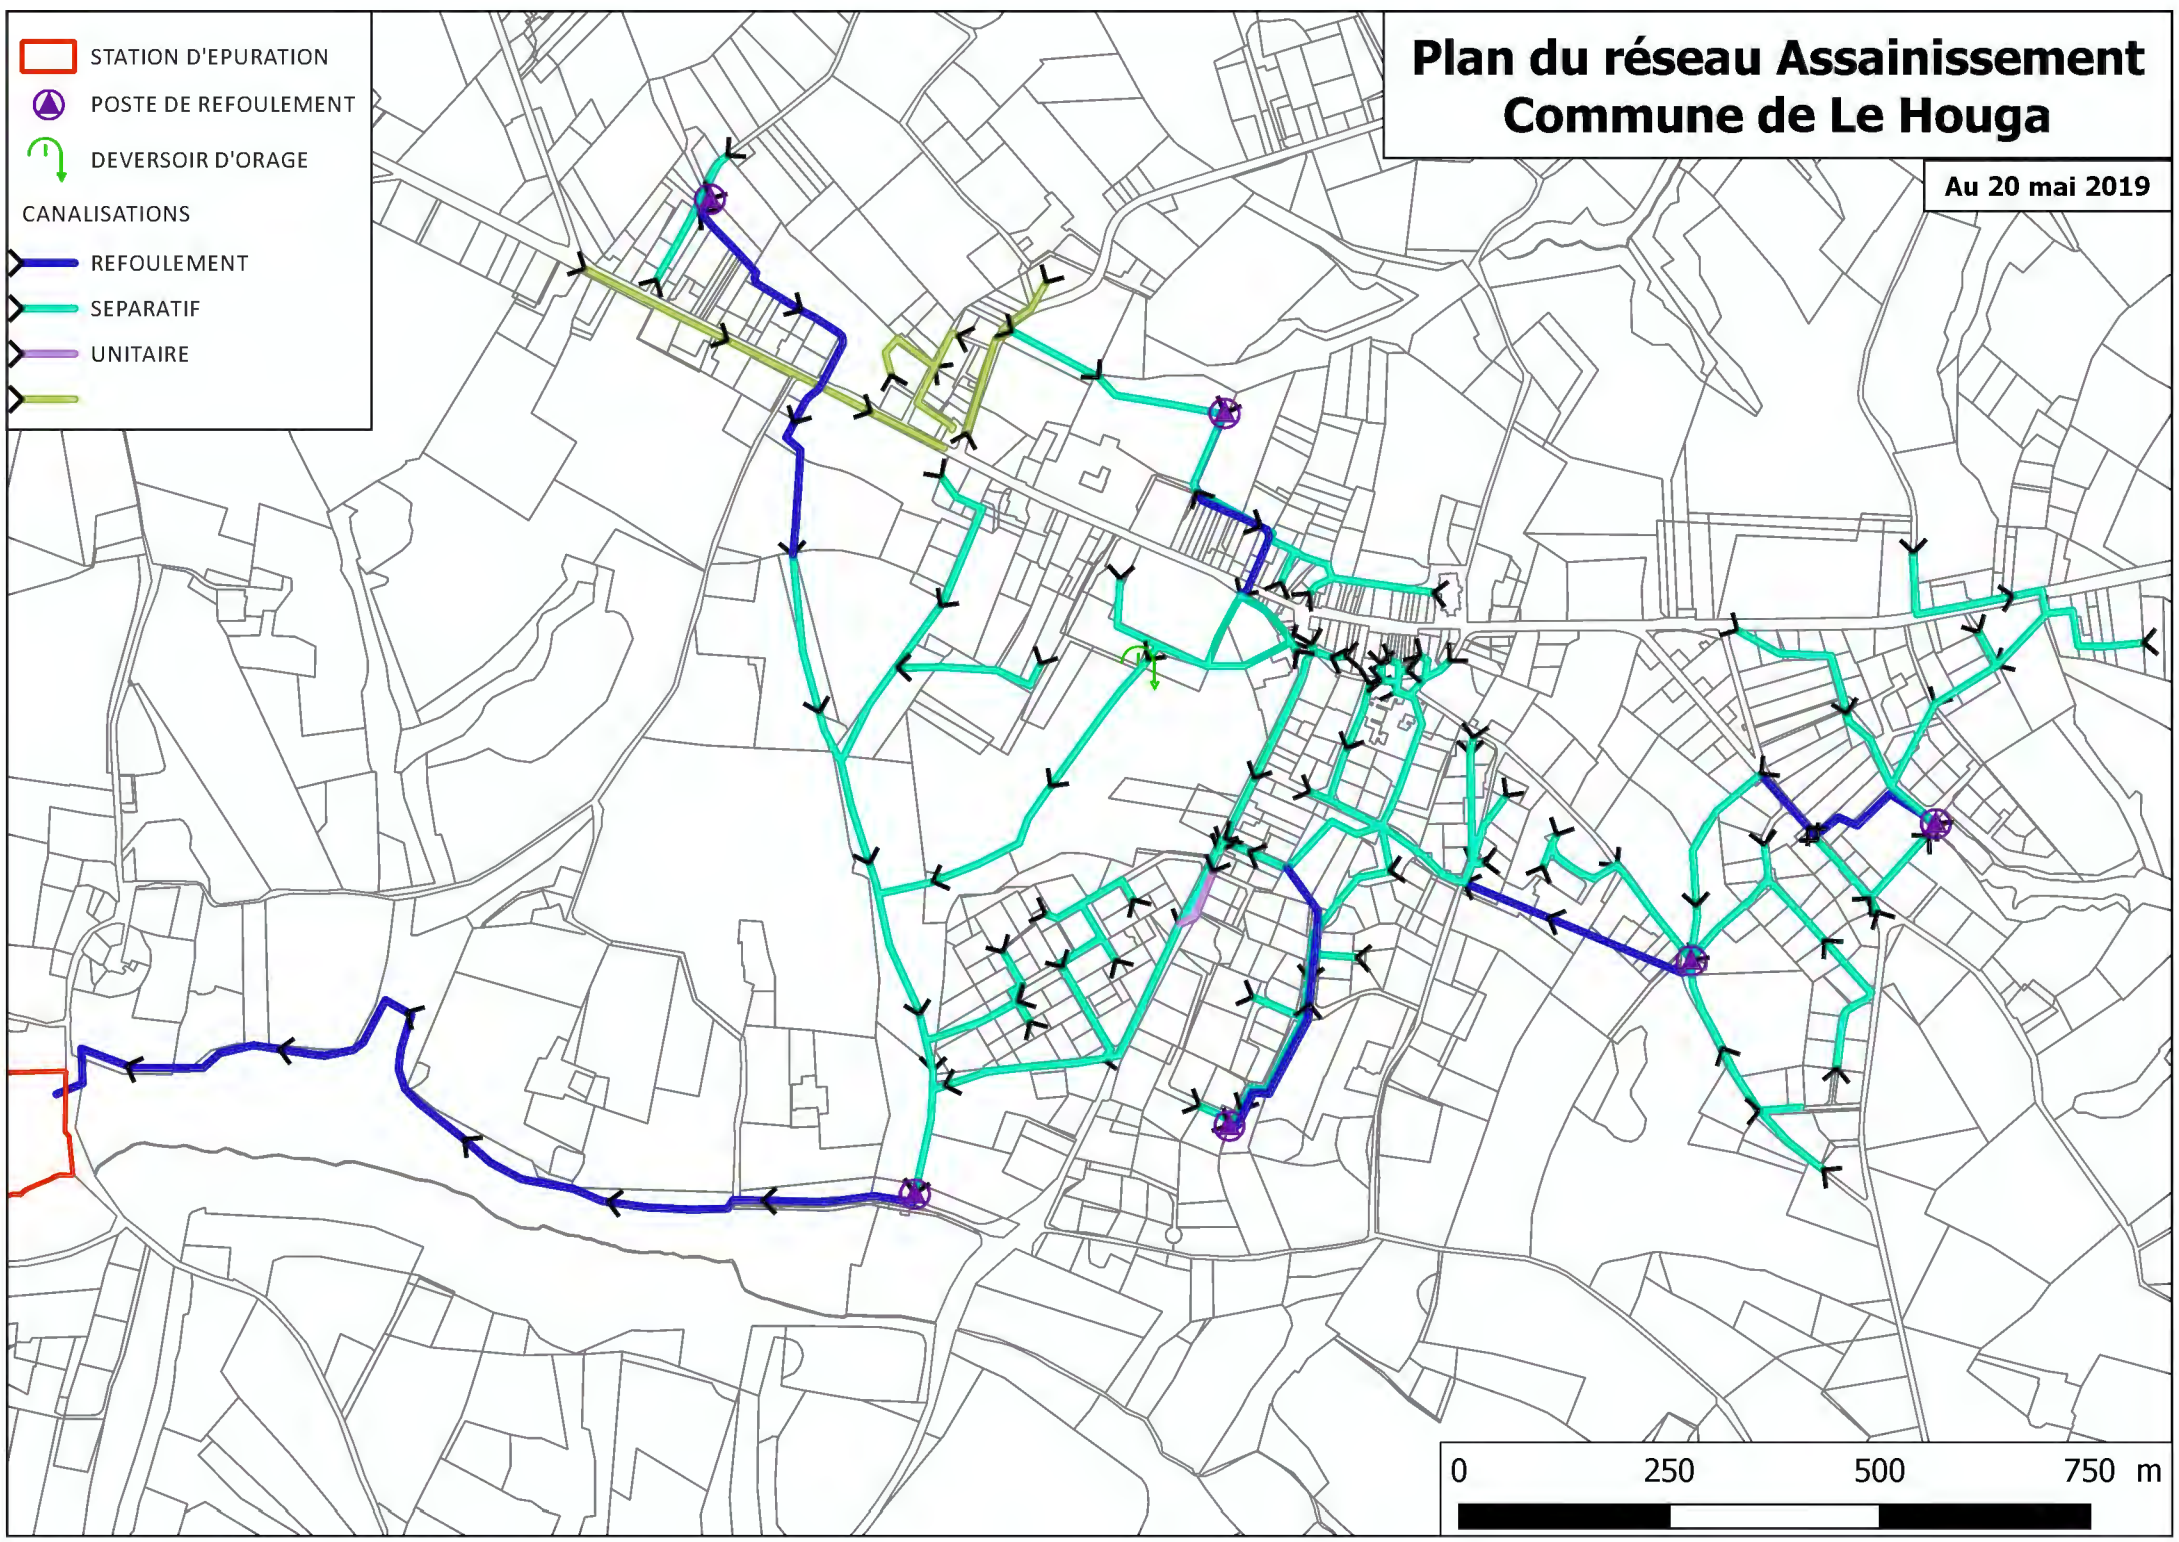 Plan du réseau Assainissement
Commune de Le Houga
Au 20 mai 2019
STATION D'EPURATION
POSTE DE REFOULEMENT
DEVERSOIR D'ORAGE
CANALISATIONS
REFOULEMENT
SEPARATIF
UNITAIRE
0 250 500 750 m